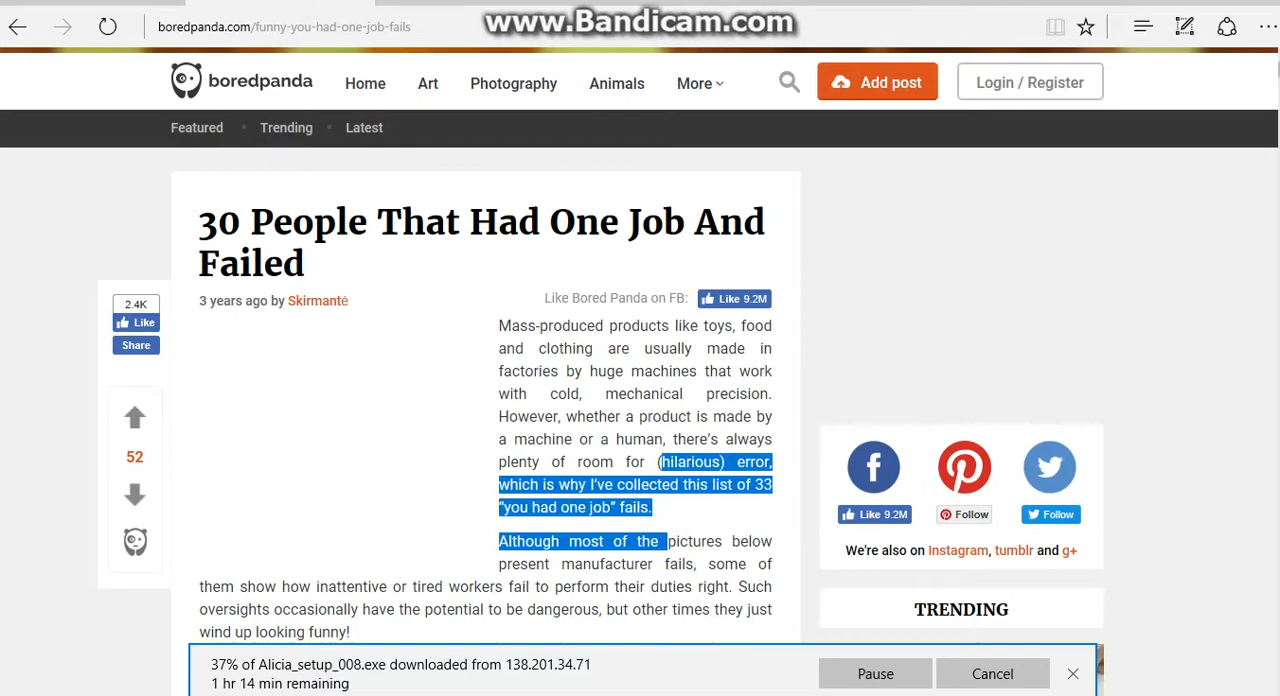 www.Bandicam.com
boredpanda.com/funny-you-had-one-job-fails
boredpanda Home Art Photography Animals More Add post Login / Register
Featured • Trending • Latest
30 People That Had One Job And
Failed
3 years ago by Skirmantė
Like Bored Panda on FB: Like 9.2M
2.4K
Like
Share
52
Mass-produced products like toys, food
and clothing are usually made in
factories by huge machines that work
with cold, mechanical precision.
However, whether a product is made by
a machine or a human, there's always
plenty of room for (hilarious) error,
which is why I've collected this list of 33
“you had one job” fails.
Although most of the pictures below
present manufacturer fails, some of
them show how inattentive or tired workers fail to perform their duties right. Such
oversights occasionally have the potential to be dangerous, but other times they just
wind up looking funny!
Like 9.2M Follow Follow
We're also on Instagram, tumblr and g+
TRENDING
37% of Alicia_setup_008.exe downloaded from 138.201.34.71
1 hr 14 min remaining
Pause Cancel